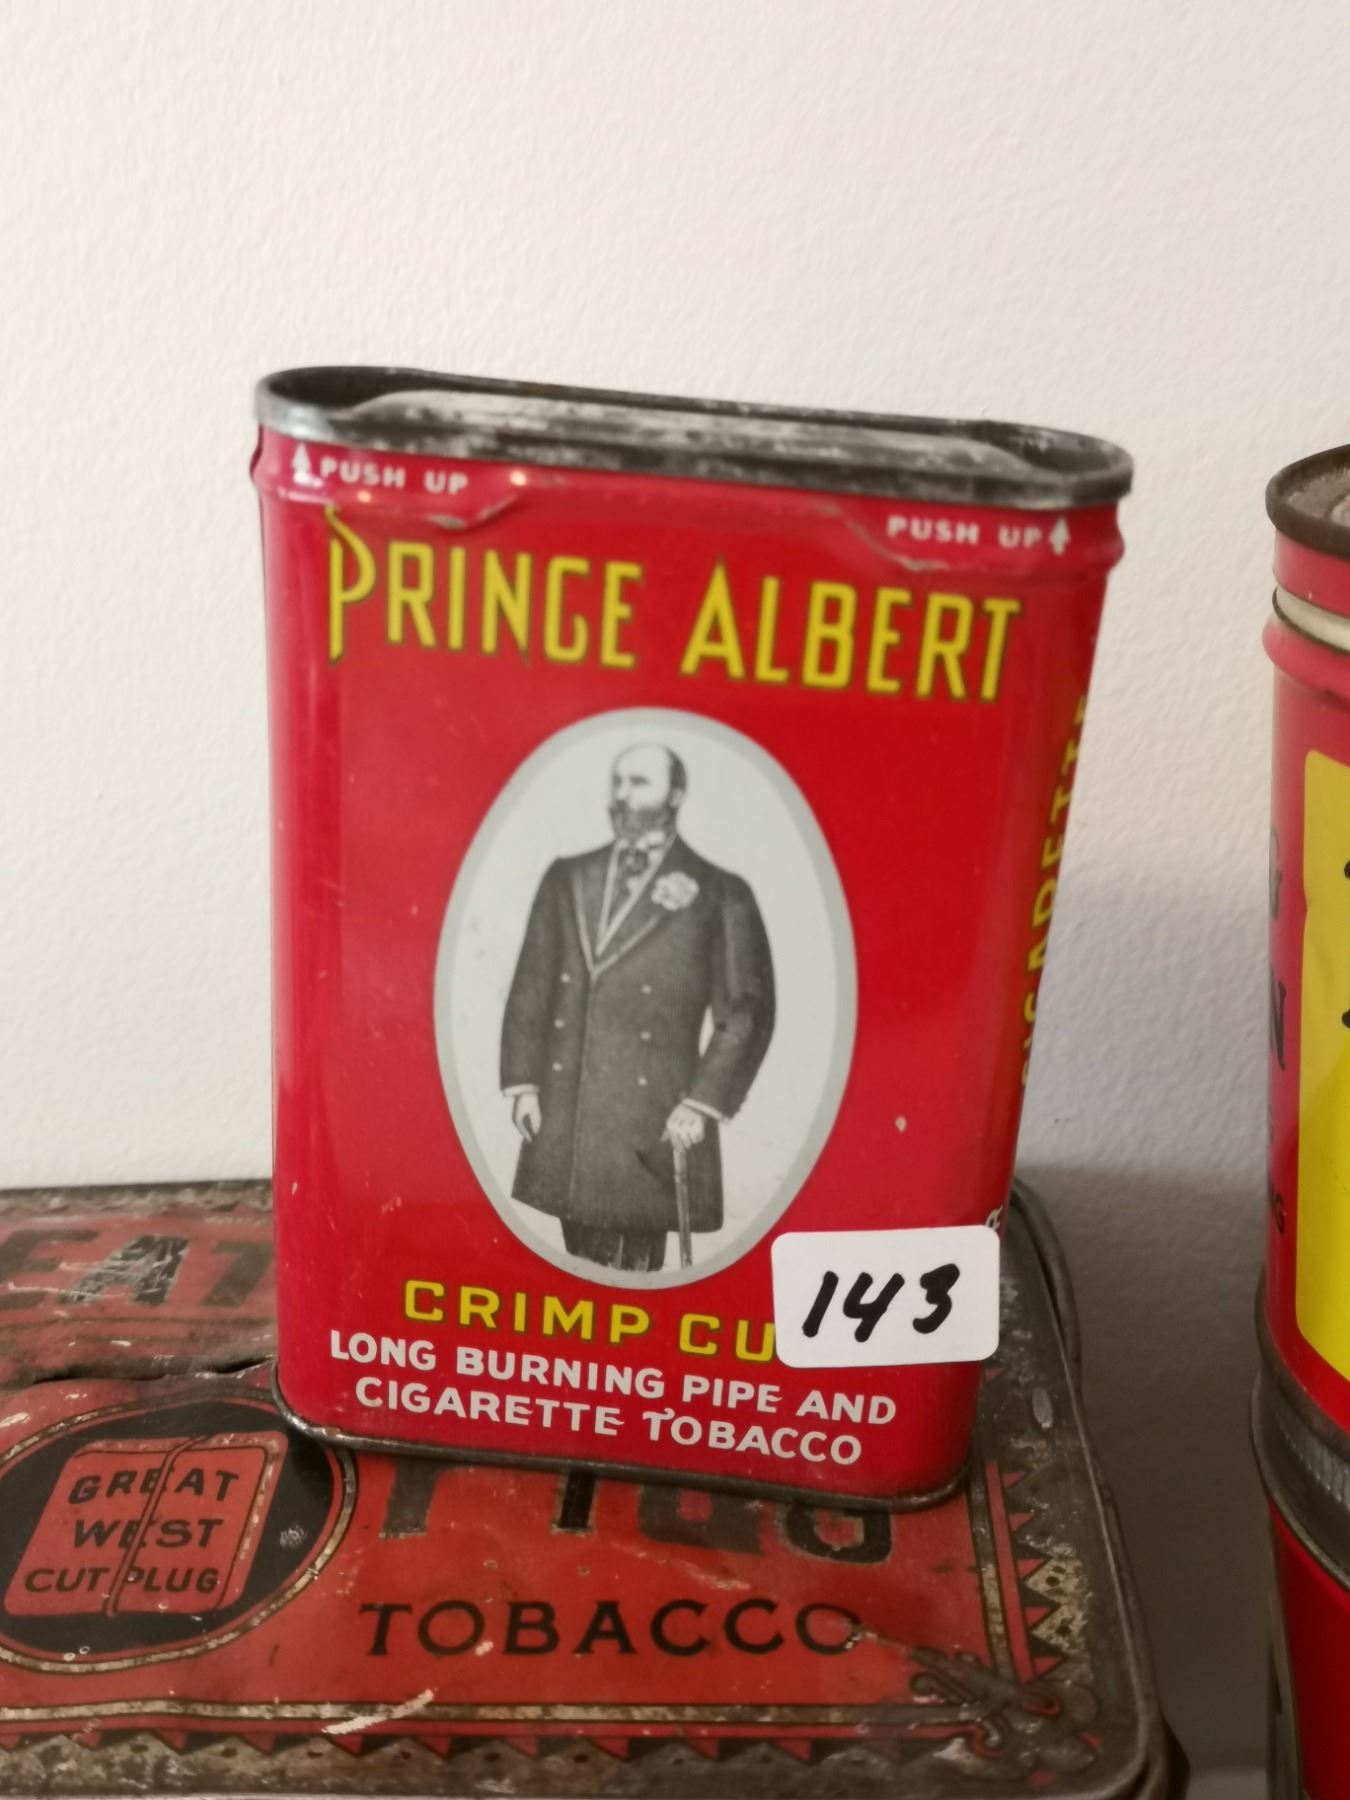 PUSH UP
PUSH UP
PRINCE ALBERT
CRIMP CU
143
LONG BURNING PIPE AND
CIGARETTE TOBACCO
GREAT
WEST
CUT PLUG
TOBACCO